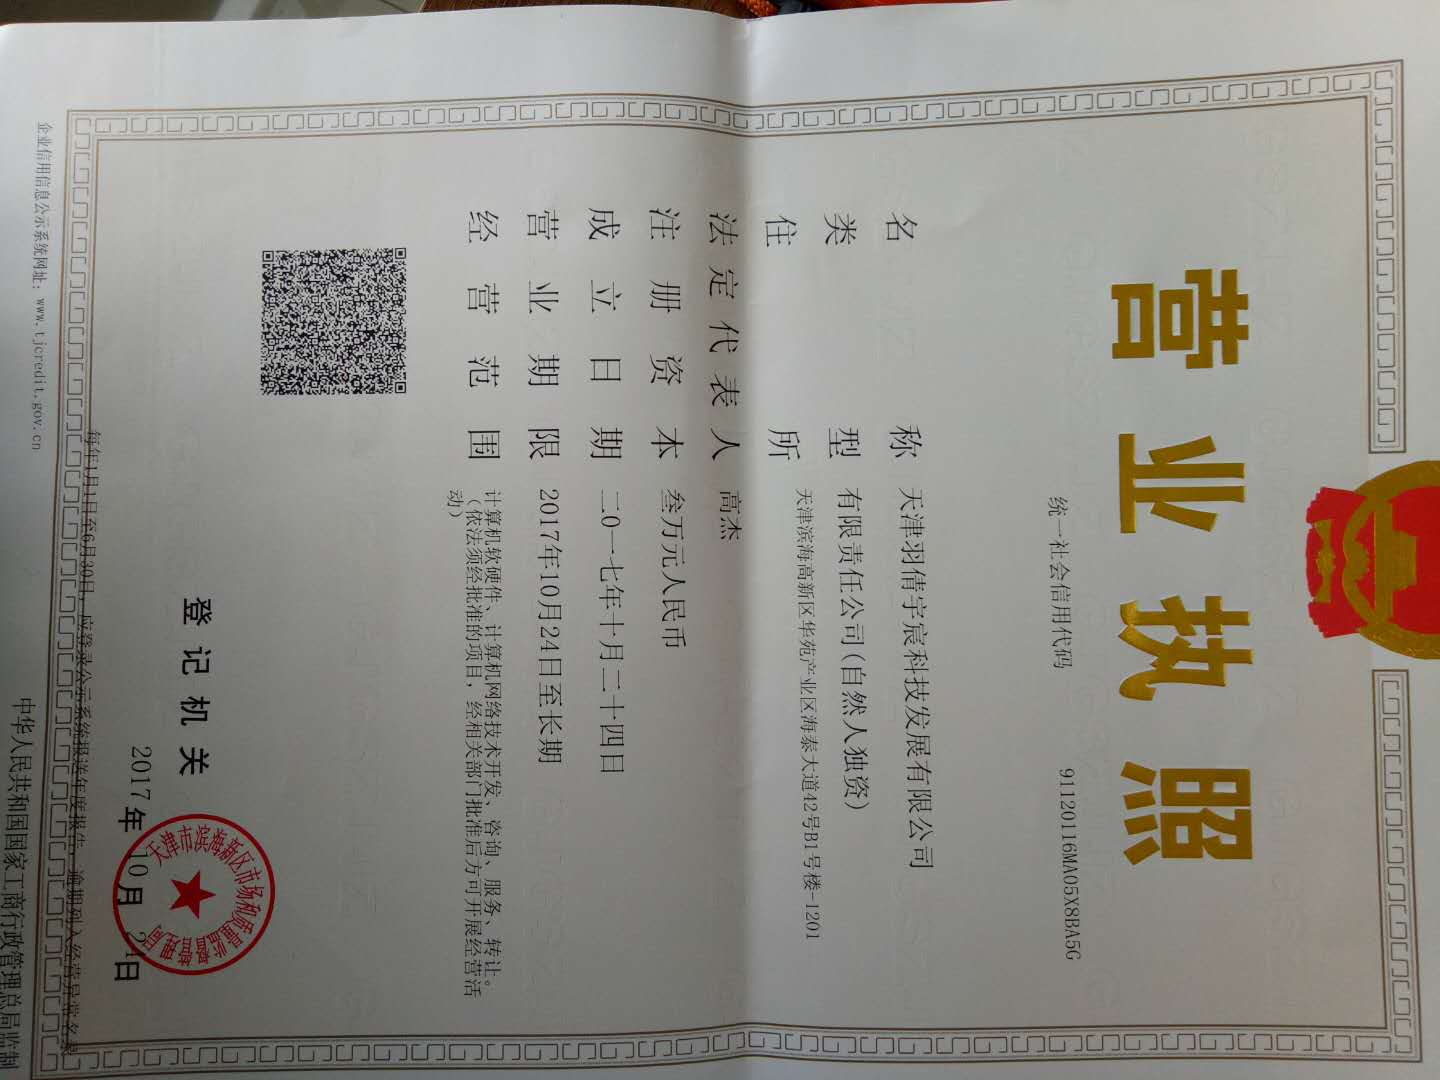 营业执照
统一社会信用代码 91120116MA05X8BA5G
名称 天津羽倩宇宸科技发展有限公司
类型 有限责任公司(自然人独资)
住所 天津滨海高新区华苑产业区海泰大道42号B1号楼-1201
法定代表人 高杰
注册资本 叁万元人民币
成立日期 二0一七年十月二十四日
营业期限 2017年10月24日至长期
经营范围 计算机软硬件、计算机网络技术开发、咨询、服务、转让。
(依法须经批准的项目,经相关部门批准后方可开展经营活
动)
登记机关
2017年 10月 24日
天津市滨海新区市场和质量监督管理局
每年1月1日至6月30日,应登录公示系统报送年度报告,逾期列入经营异常名录
企业信用信息公示系统网址: www.tjcredit.gov.cn
中华人民共和国国家工商行政管理总局监制